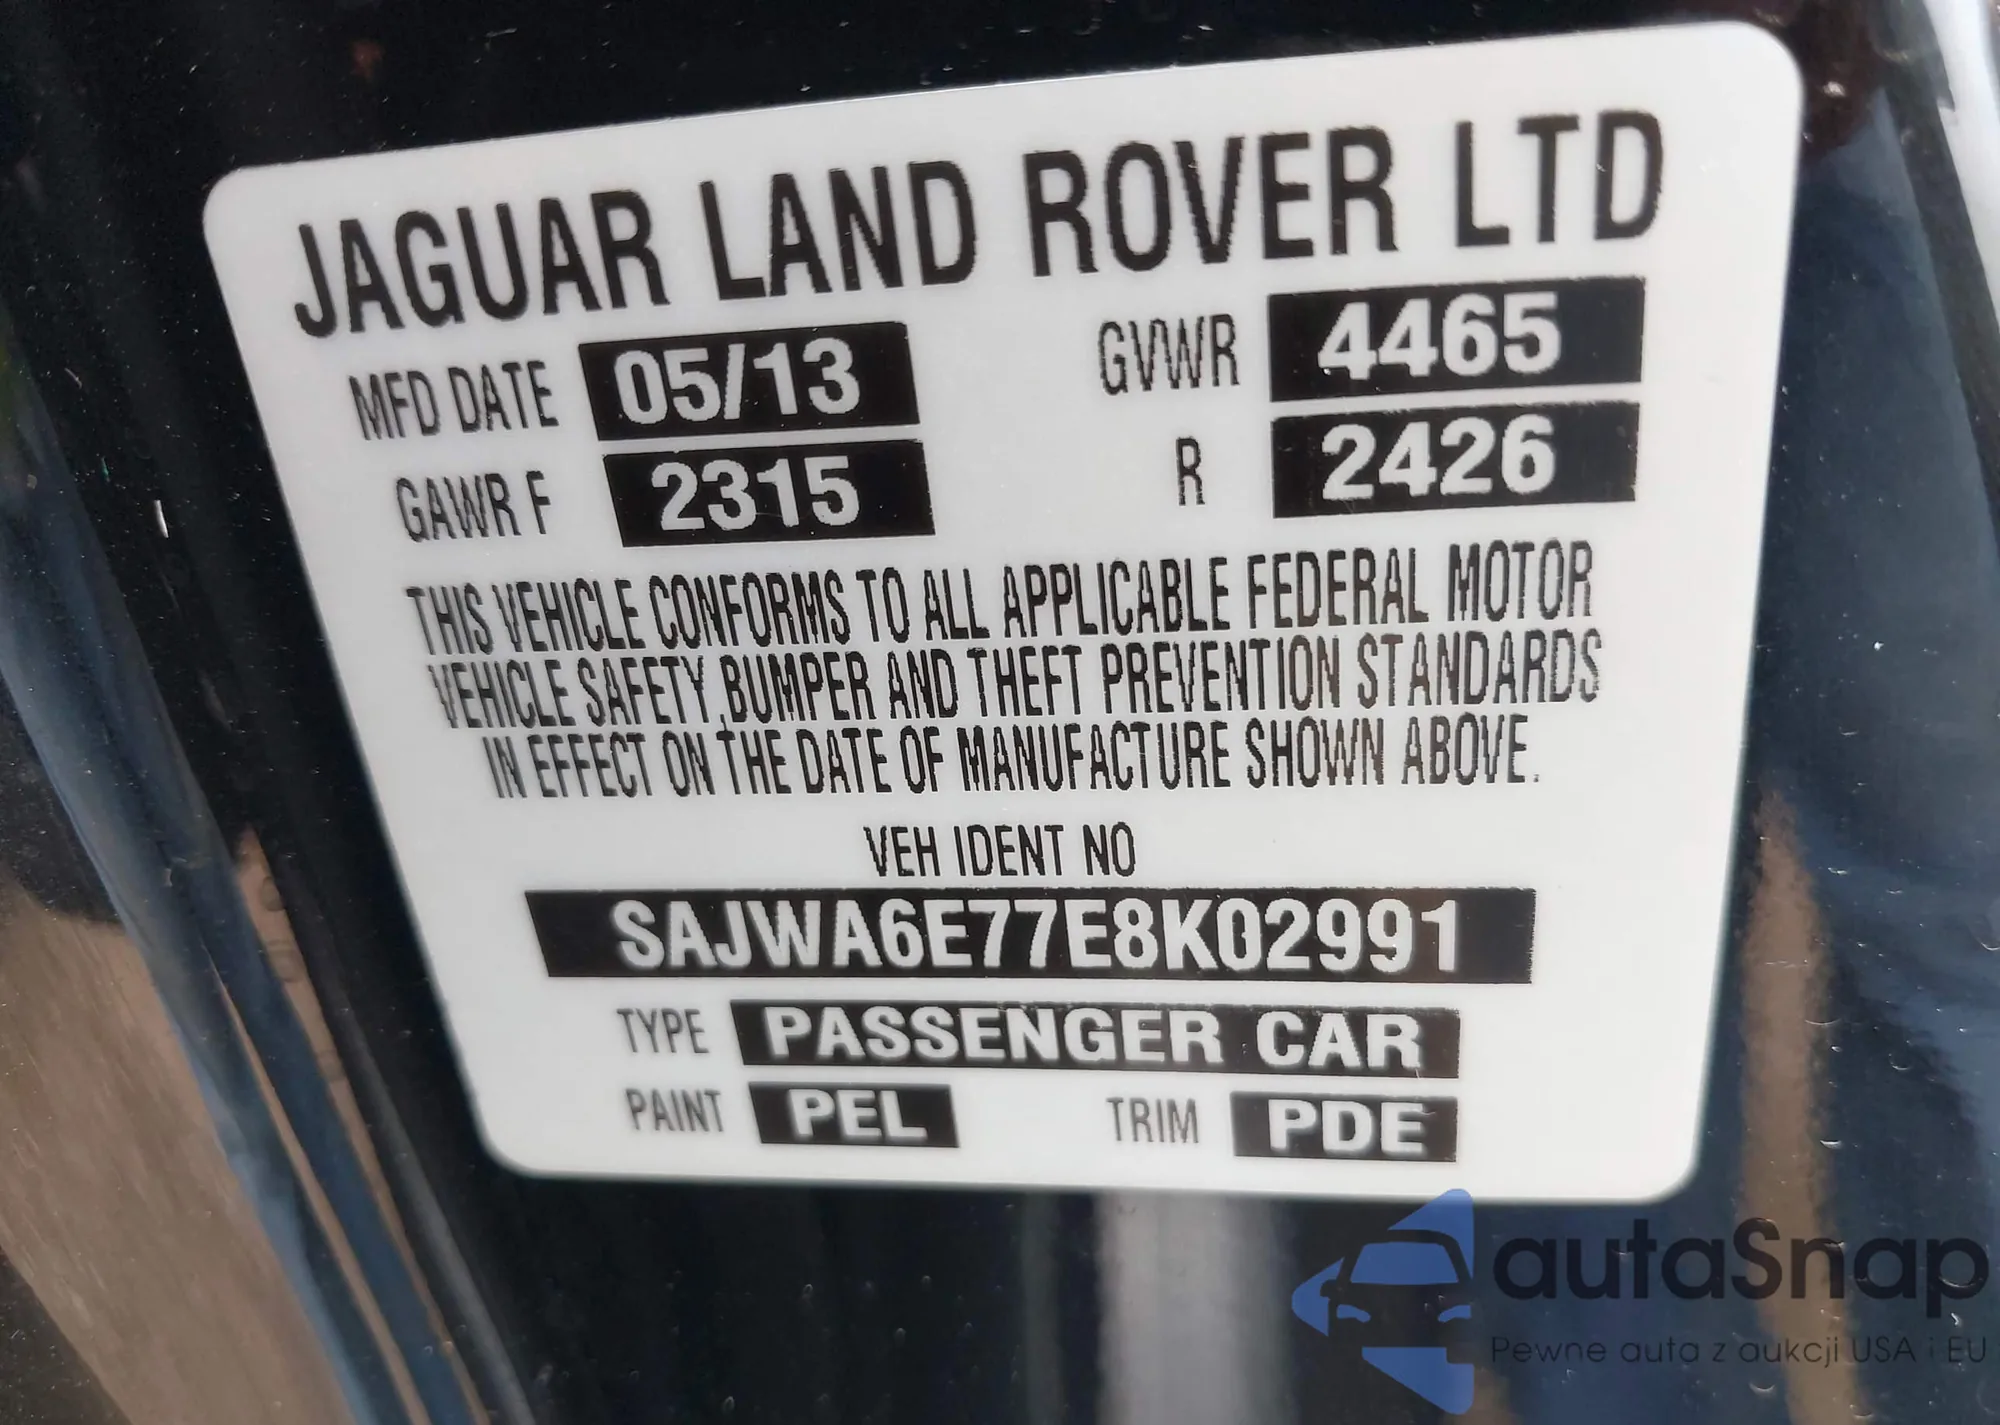 JAGUAR LAND ROVER LTD
MFD DATE 05/13 GVWR 4465
GAWR F 2315 R 2426
THIS VEHICLE CONFORMS TO ALL APPLICABLE FEDERAL MOTOR
VEHICLE SAFETY, BUMPER AND THEFT PREVENTION STANDARDS
IN EFFECT ON THE DATE OF MANUFACTURE SHOWN ABOVE.
VEH IDENT NO
SAJWA6E77E8K02991
TYPE PASSENGER CAR
PAINT PEL TRIM PDE
autaSnap
Pewne auta z aukcji USA i EU